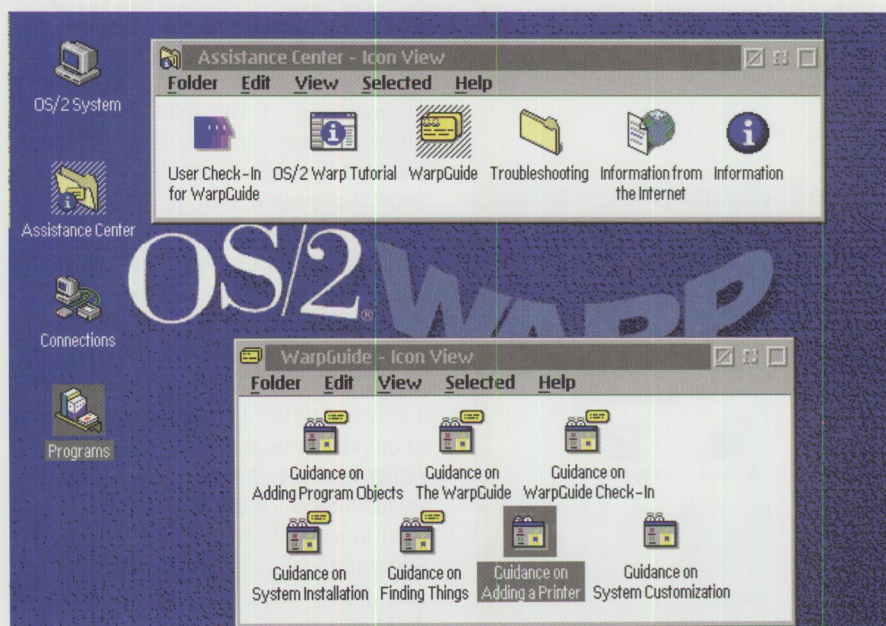 OS/2 System
Assistance Center
Connections
Programs
Assistance Center - Icon View
Folder Edit View Selected Help
User Check-In
for WarpGuide
OS/2 Warp Tutorial
WarpGuide
Troubleshooting
Information from
the Internet
Information
OS/2®
WARP
WarpGuide - Icon View
Folder Edit View Selected Help
Guidance on
Adding Program Objects
Guidance on
The WarpGuide
Guidance on
WarpGuide Check-In
Guidance on
System Installation
Guidance on
Finding Things
Guidance on
Adding a Printer
Guidance on
System Customization